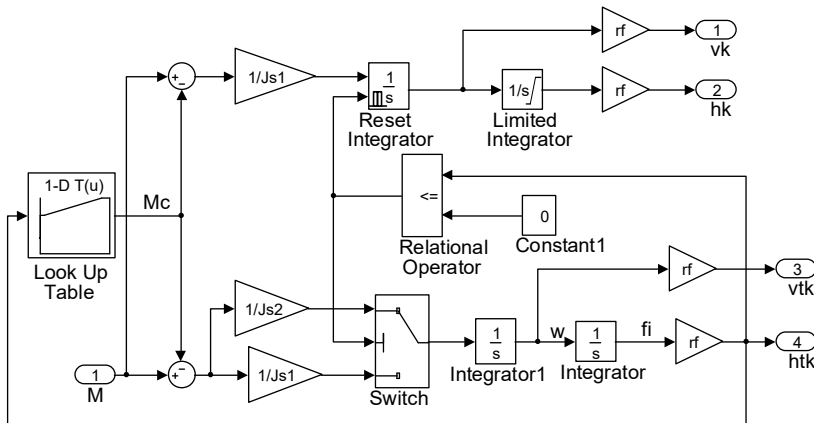 1/Js1
1
s
Reset
Integrator
1/s
Limited
Integrator
rf
1
vk
rf
2
hk
1-D T(u)
Look Up
Table
Mc
<=
Relational
Operator
0
Constant1
1/Js2
1/Js1
Switch
1
M
1
s
Integrator1
w
1
s
Integrator
fi
rf
3
vtk
rf
4
htk